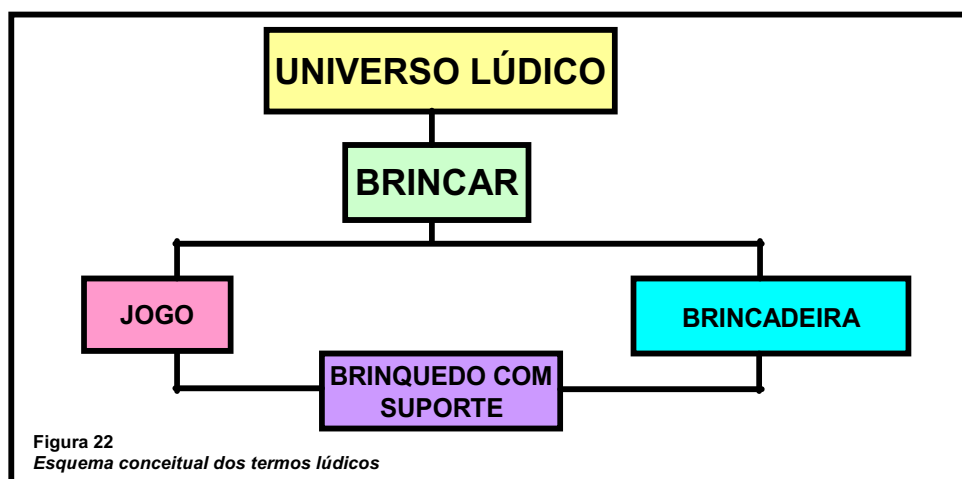 UNIVERSO LÚDICO
BRINCAR
JOGO
BRINCADEIRA
BRINQUEDO COM
SUPORTE
Figura 22
Esquema conceitual dos termos lúdicos